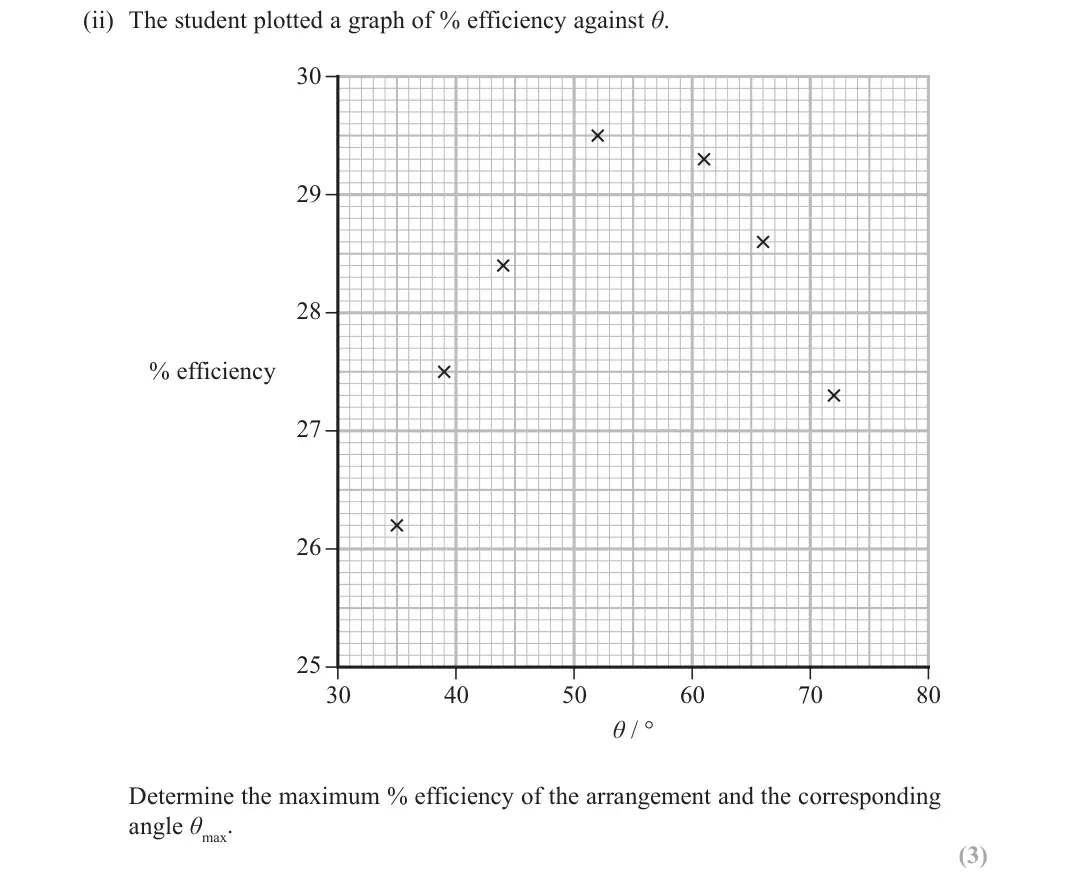 (ii) The student plotted a graph of % efficiency against θ.
30
29
28
% efficiency
27
26
25
30 40 50 60 70 80
θ / °
Determine the maximum % efficiency of the arrangement and the corresponding
angle θmax.
(3)